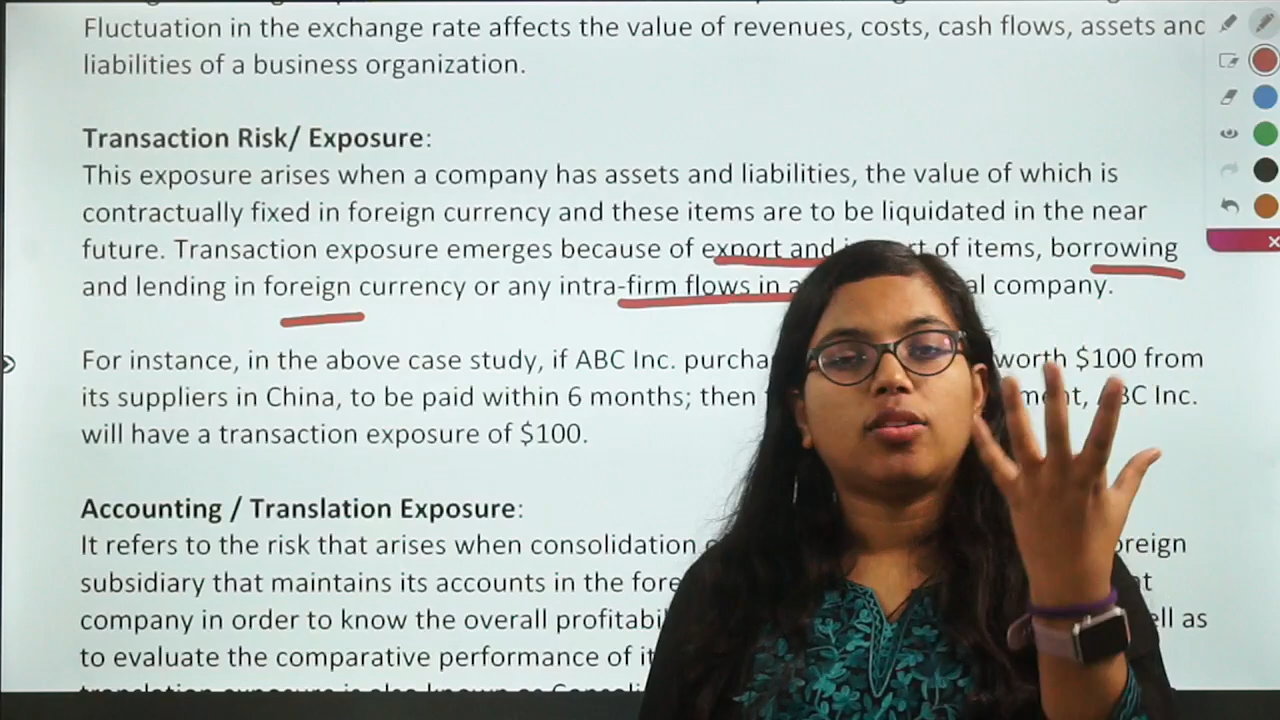 Fluctuation in the exchange rate affects the value of revenues, costs, cash flows, assets and
liabilities of a business organization.
Transaction Risk/ Exposure:
This exposure arises when a company has assets and liabilities, the value of which is
contractually fixed in foreign currency and these items are to be liquidated in the near
future. Transaction exposure emerges because of export and of items, borrowing
and lending in foreign currency or any intra-firm flows in company.
For instance, in the above case study, if ABC Inc. worth $100 from
its suppliers in China, to be paid within 6 months; then Inc.
will have a transaction exposure of $100.
Accounting / Translation Exposure:
It refers to the risk that arises when consolidation
subsidiary that maintains its accounts in the
company in order to know the overall as
to evaluate the comparative performance of